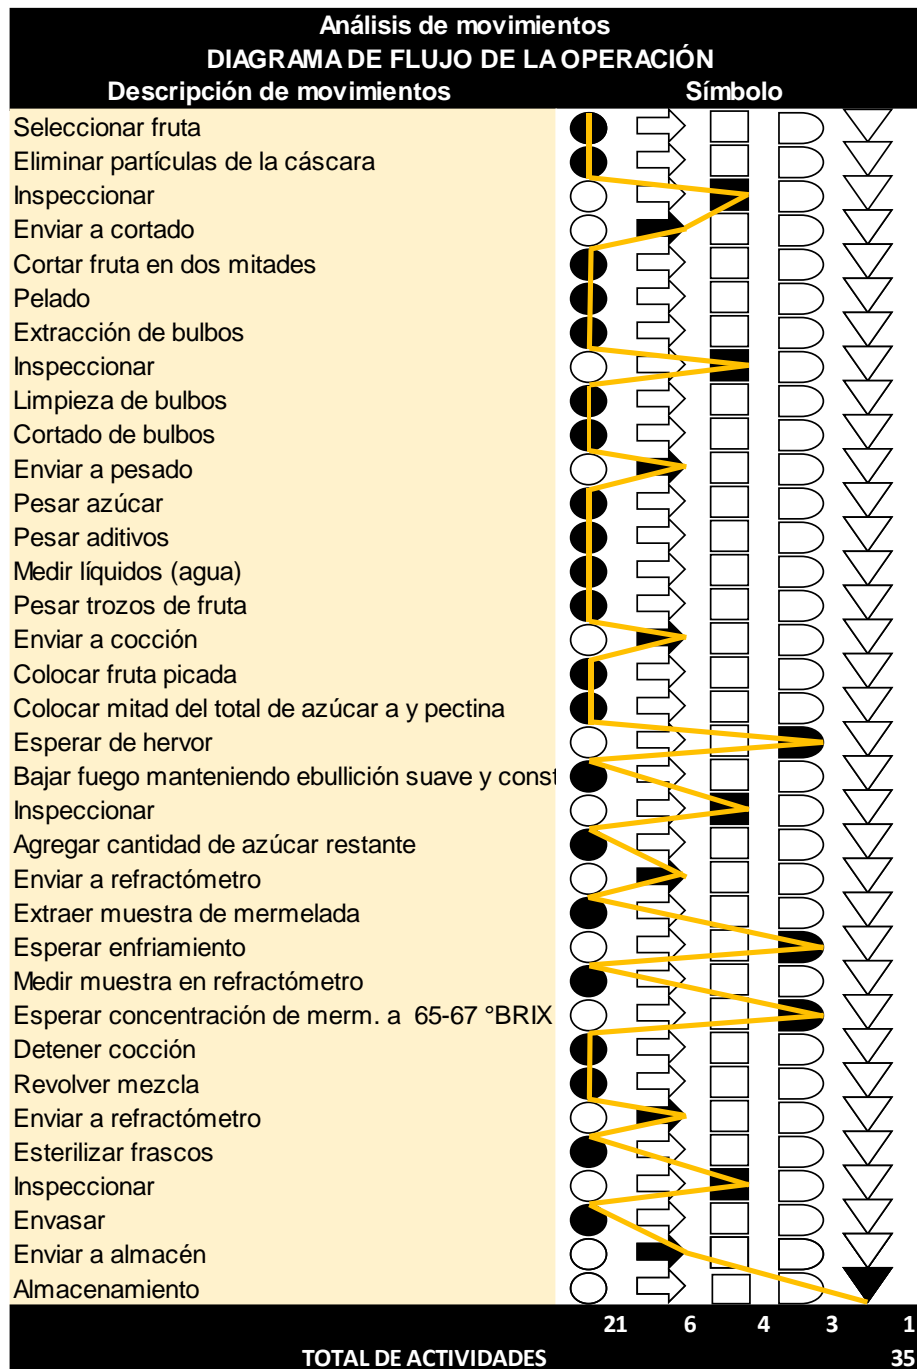 Análisis de movimientos
DIAGRAMA DE FLUJO DE LA OPERACIÓN
Descripción de movimientos Símbolo
Seleccionar fruta
Eliminar partículas de la cáscara
Inspeccionar
Enviar a cortado
Cortar fruta en dos mitades
Pelado
Extracción de bulbos
Inspeccionar
Limpieza de bulbos
Cortado de bulbos
Enviar a pesado
Pesar azúcar
Pesar aditivos
Medir líquidos (agua)
Pesar trozos de fruta
Enviar a cocción
Colocar fruta picada
Colocar mitad del total de azúcar a y pectina
Esperar de hervor
Bajar fuego manteniendo ebullición suave y const
Inspeccionar
Agregar cantidad de azúcar restante
Enviar a refractómetro
Extraer muestra de mermelada
Esperar enfriamiento
Medir muestra en refractómetro
Esperar concentración de merm. a 65-67 °BRIX
Detener cocción
Revolver mezcla
Enviar a refractómetro
Esterilizar frascos
Inspeccionar
Envasar
Enviar a almacén
Almacenamiento
21 6 4 3 1
TOTAL DE ACTIVIDADES 35